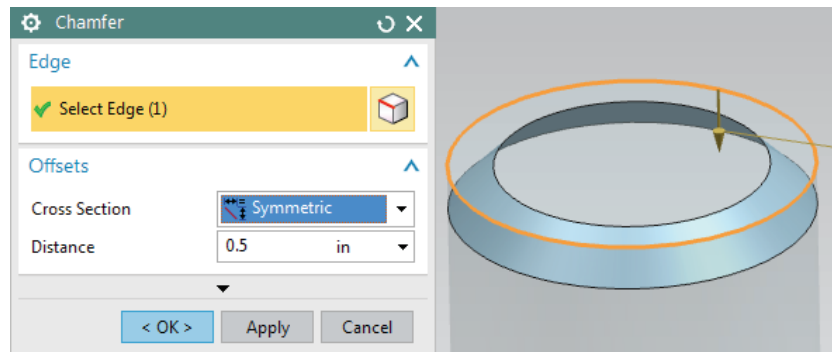 Chamfer
Edge
Select Edge (1)
Offsets
Cross Section Symmetric
Distance 0.5 in
< OK > Apply Cancel